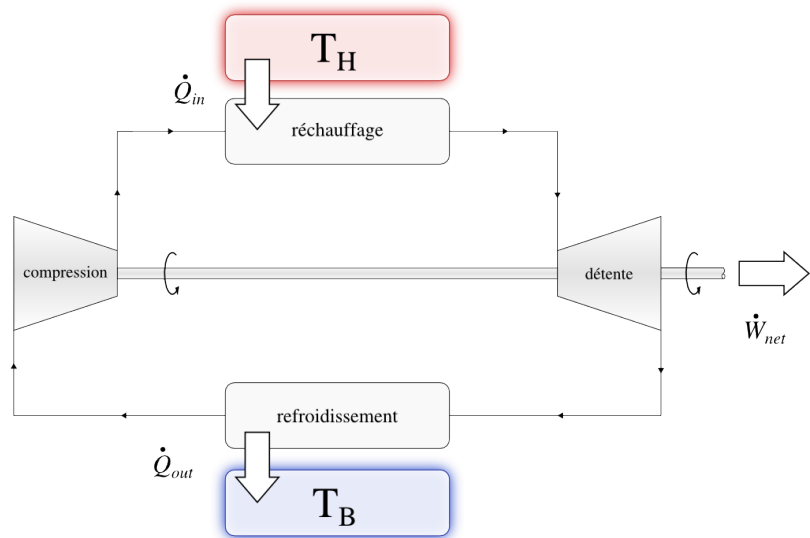 T_H
Q̇_in
réchauffage
compression
détente
Ẇ_net
refroidissement
Q̇_out
T_B